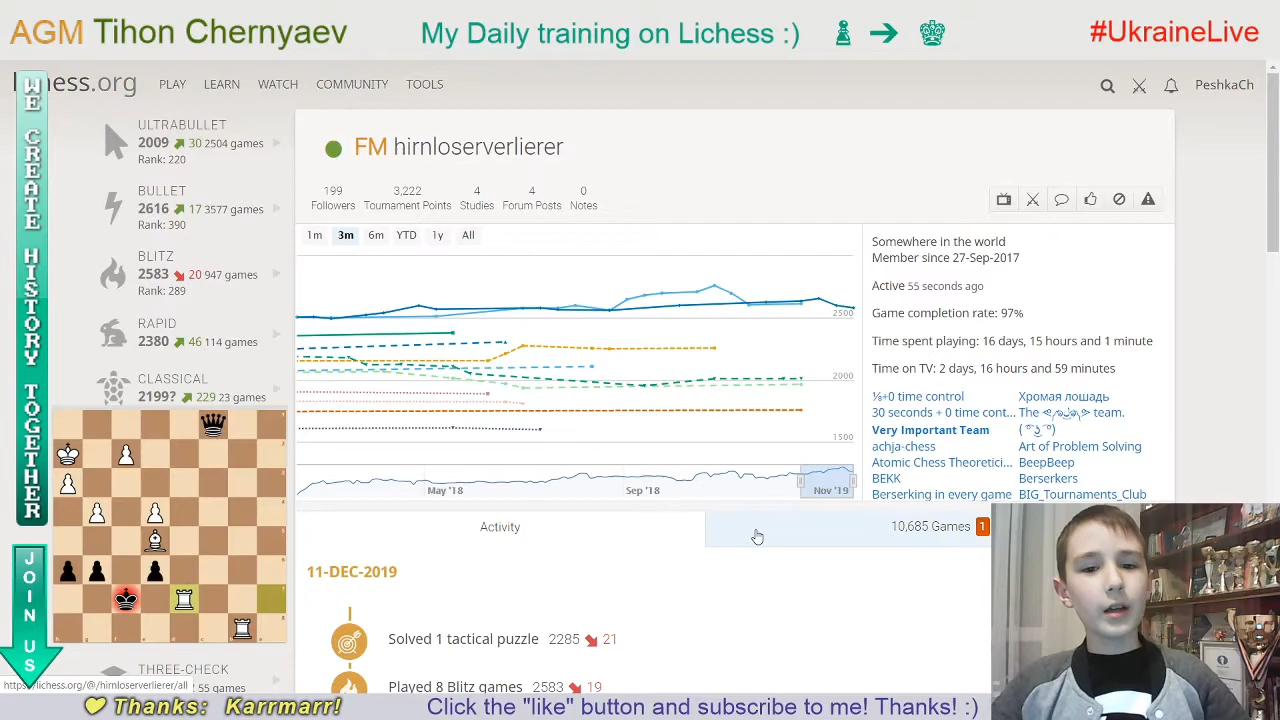 AGM Tihon Chernyaev
My Daily training on Lichess :)
#UkraineLive
WE CREATE HISTORY TOGETHER
JOIN US
chess.org
PLAY LEARN WATCH COMMUNITY TOOLS
PeshkaCh
ULTRABULLET
2009 30 2504 games
Rank: 220
BULLET
2616 17 3577 games
Rank: 390
BLITZ
2583 20 947 games
Rank: 289
RAPID
2380 46 114 games
CLASSICAL
2199? 229 23 games
THREE-CHECK
55 games
https://lichess.org/@/hirnloserverlierer/all
FM hirnloserverlierer
199 3,222 4 4 0
Followers Tournament Points Studies Forum Posts Notes
1m 3m 6m YTD 1y All
2500
2000
1500
May '18 Sep '18 Nov '19
Somewhere in the world
Member since 27-Sep-2017
Active 55 seconds ago
Game completion rate: 97%
Time spent playing: 16 days, 15 hours and 1 minute
Time on TV: 2 days, 16 hours and 59 minutes
⅛+0 time control Хромая лошадь
30 seconds + 0 time cont... The team.
Very Important Team
achja-chess Art of Problem Solving
Atomic Chess Theoretici... BeepBeep
BEKK Berserkers
Berserking in every game BIG_Tournaments_Club
Activity 10,685 Games 1
11-DEC-2019
Solved 1 tactical puzzle 2285 21
Played 8 Blitz games 2583 19
Thanks: Karrmarr!
Click the "like" button and subscribe to me! Thanks! :)